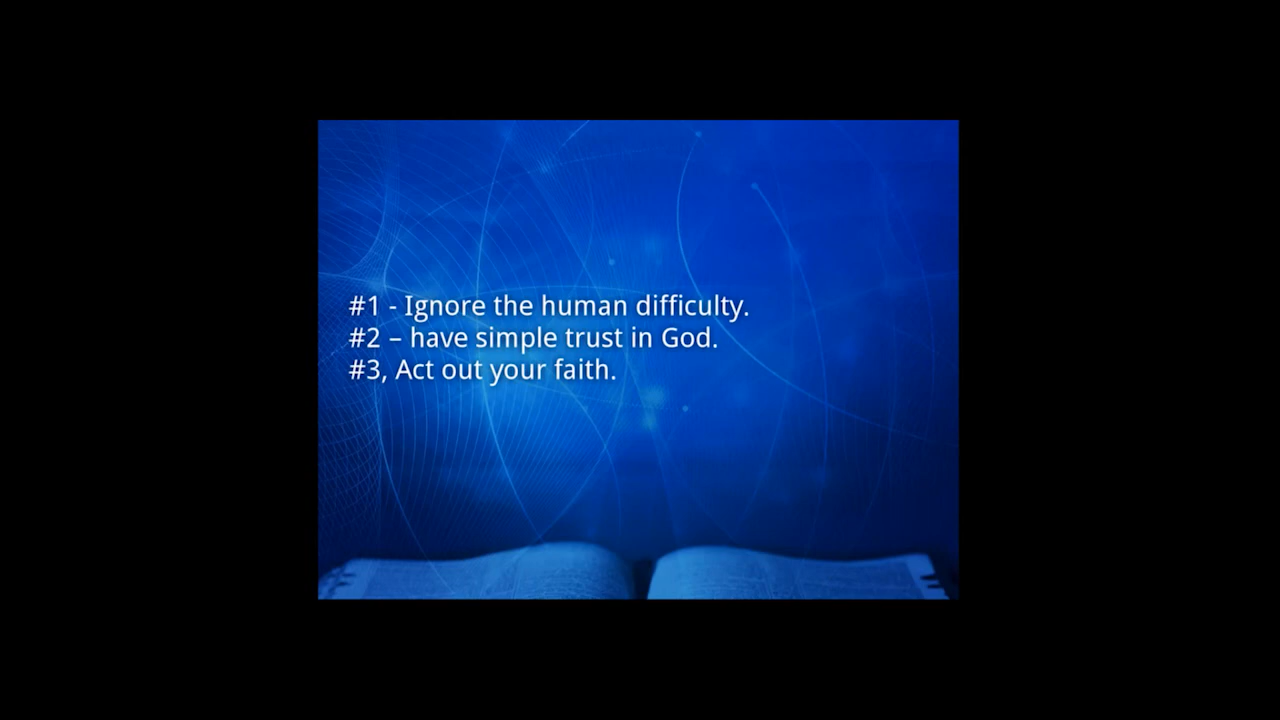 #1 - Ignore the human difficulty.
#2 – have simple trust in God.
#3, Act out your faith.